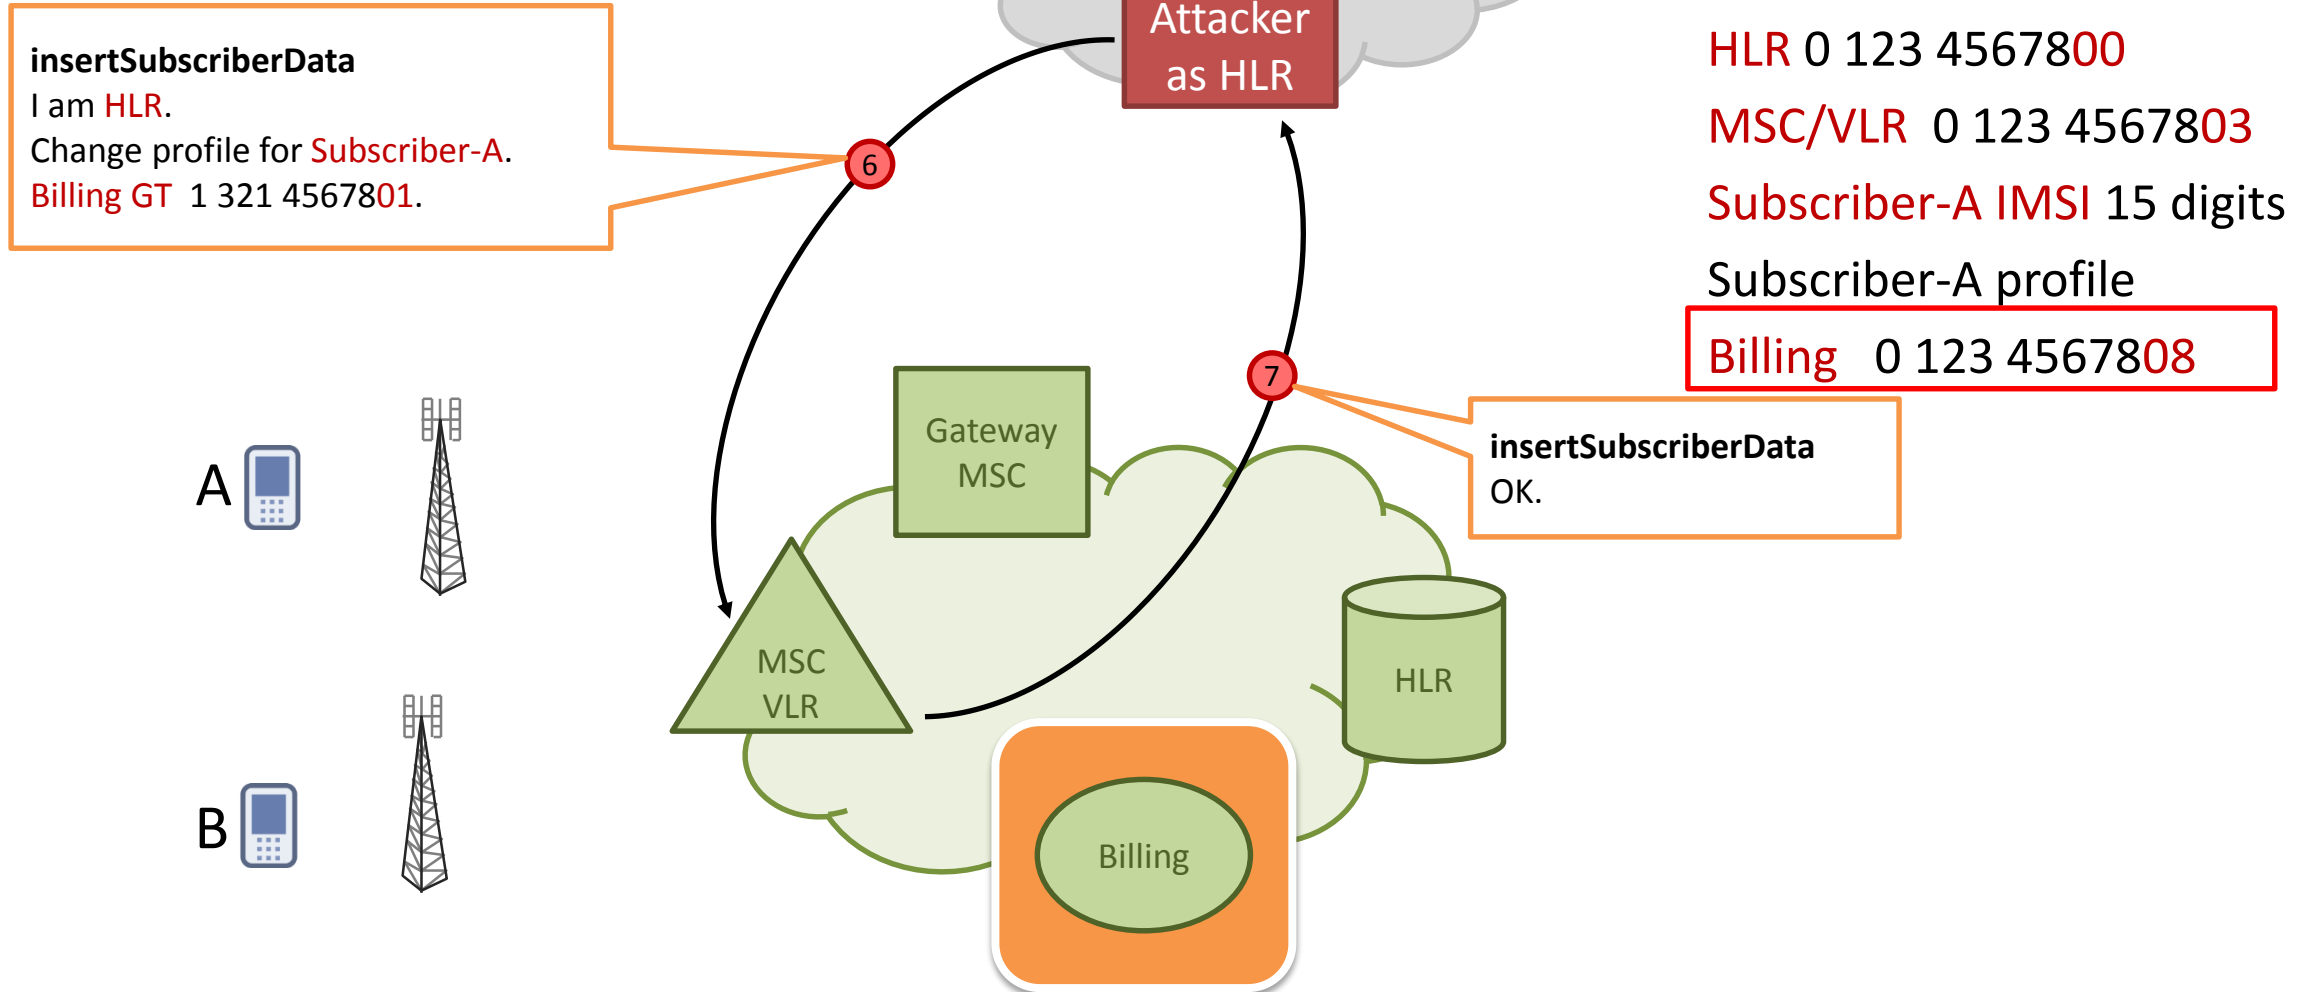 Attacker
as HLR
insertSubscriberData
I am HLR.
Change profile for Subscriber-A.
Billing GT 1 321 4567801.
HLR 0 123 4567800
MSC/VLR 0 123 4567803
Subscriber-A IMSI 15 digits
Subscriber-A profile
Billing 0 123 4567808
6
7
insertSubscriberData
OK.
Gateway
MSC
A
MSC
VLR
HLR
B
Billing